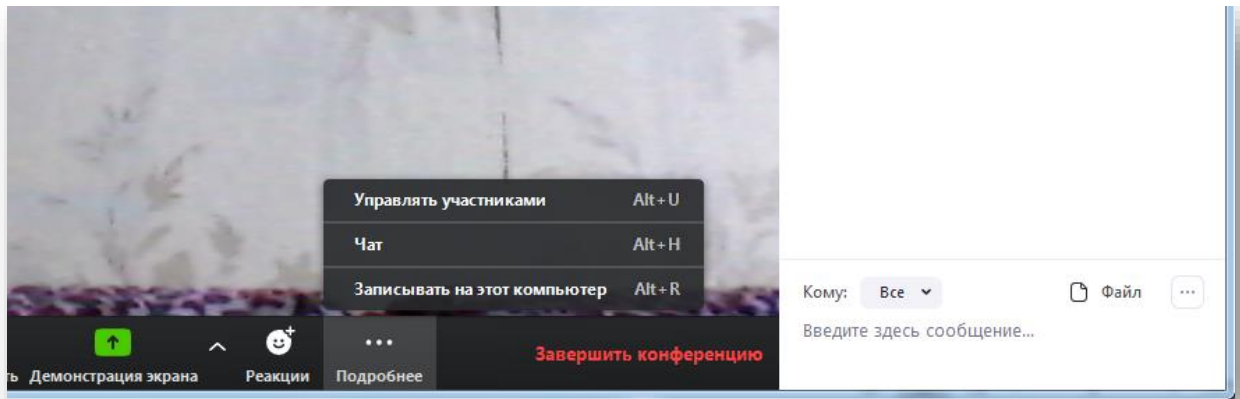 Управлять участниками Alt+U
Чат Alt+H
Записывать на этот компьютер Alt+R
Кому: Все Файл
Введите здесь сообщение...
Завершить конференцию
ть Демонстрация экрана Реакции Подробнее